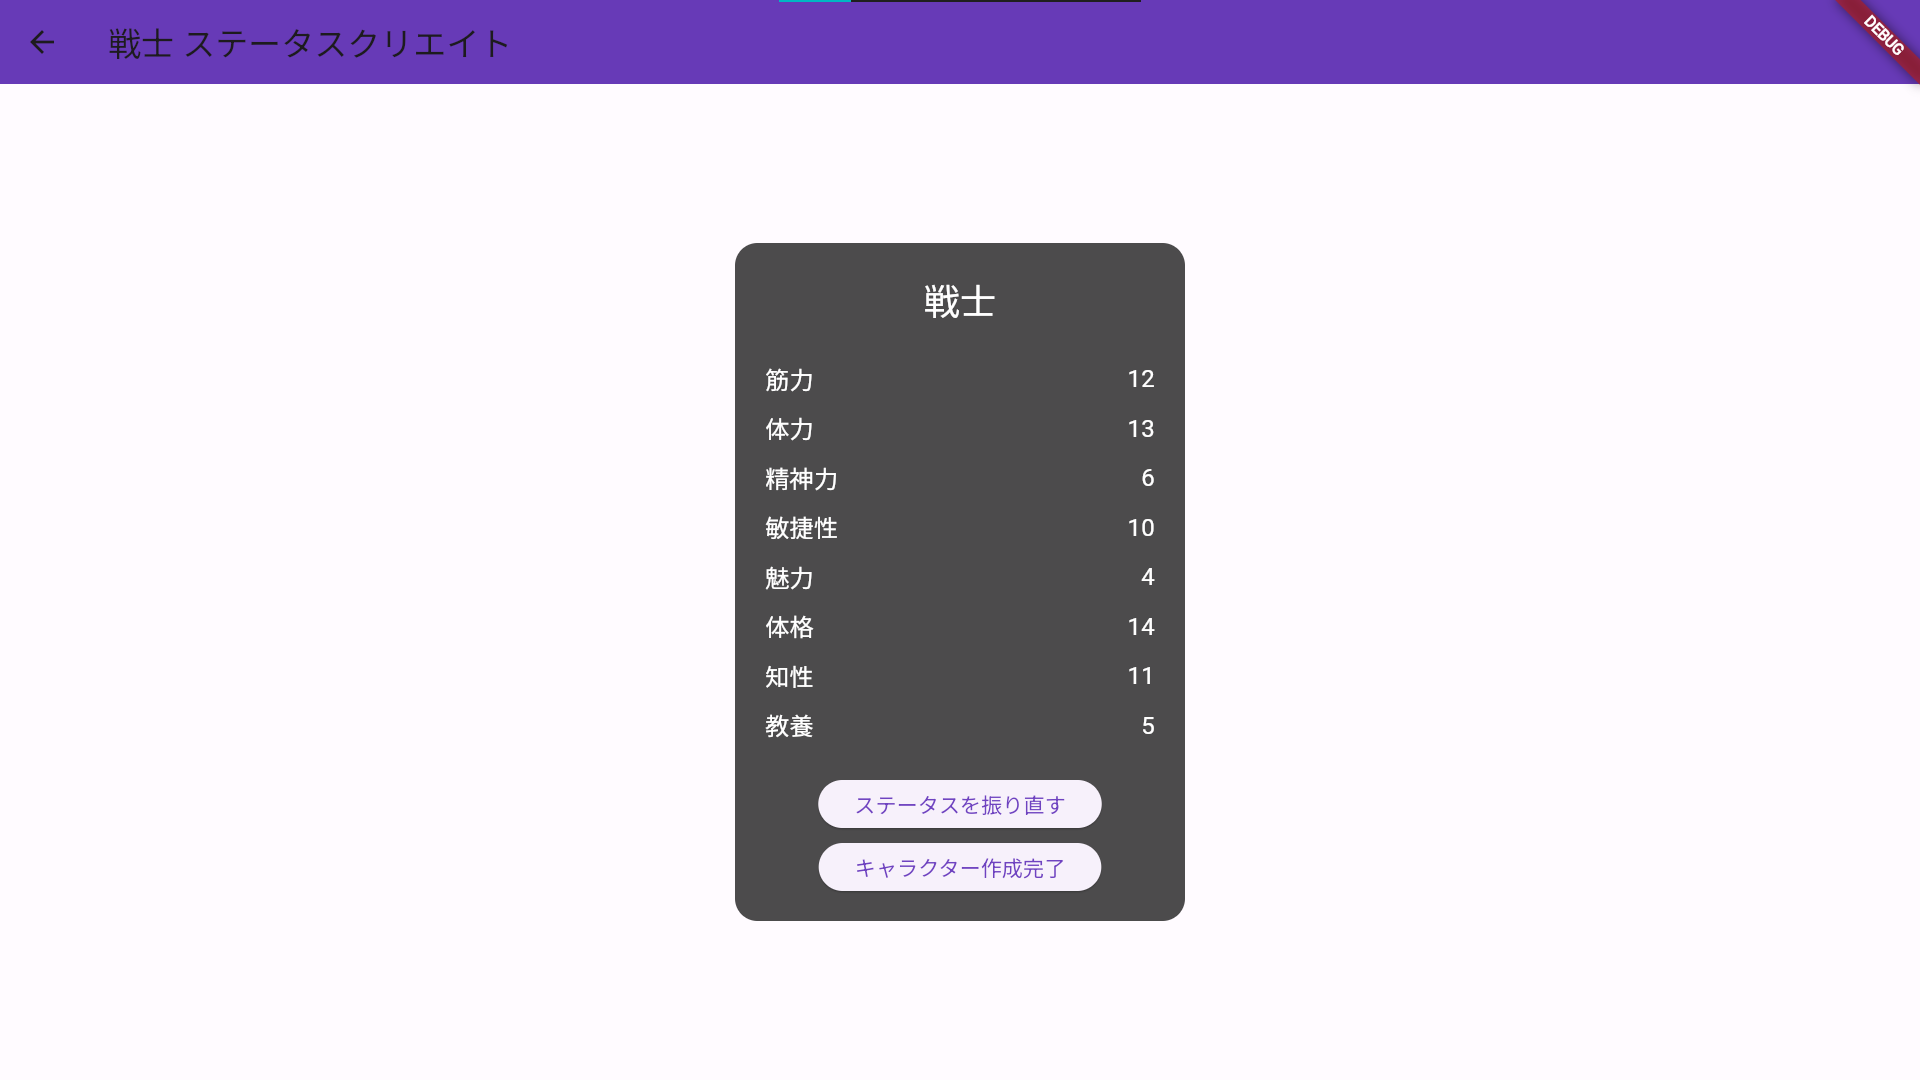 戦士 ステータスクリエイト
DEBUG
戦士
筋力 12
体力 13
精神力 6
敏捷性 10
魅力 4
体格 14
知性 11
教養 5
ステータスを振り直す
キャラクター作成完了